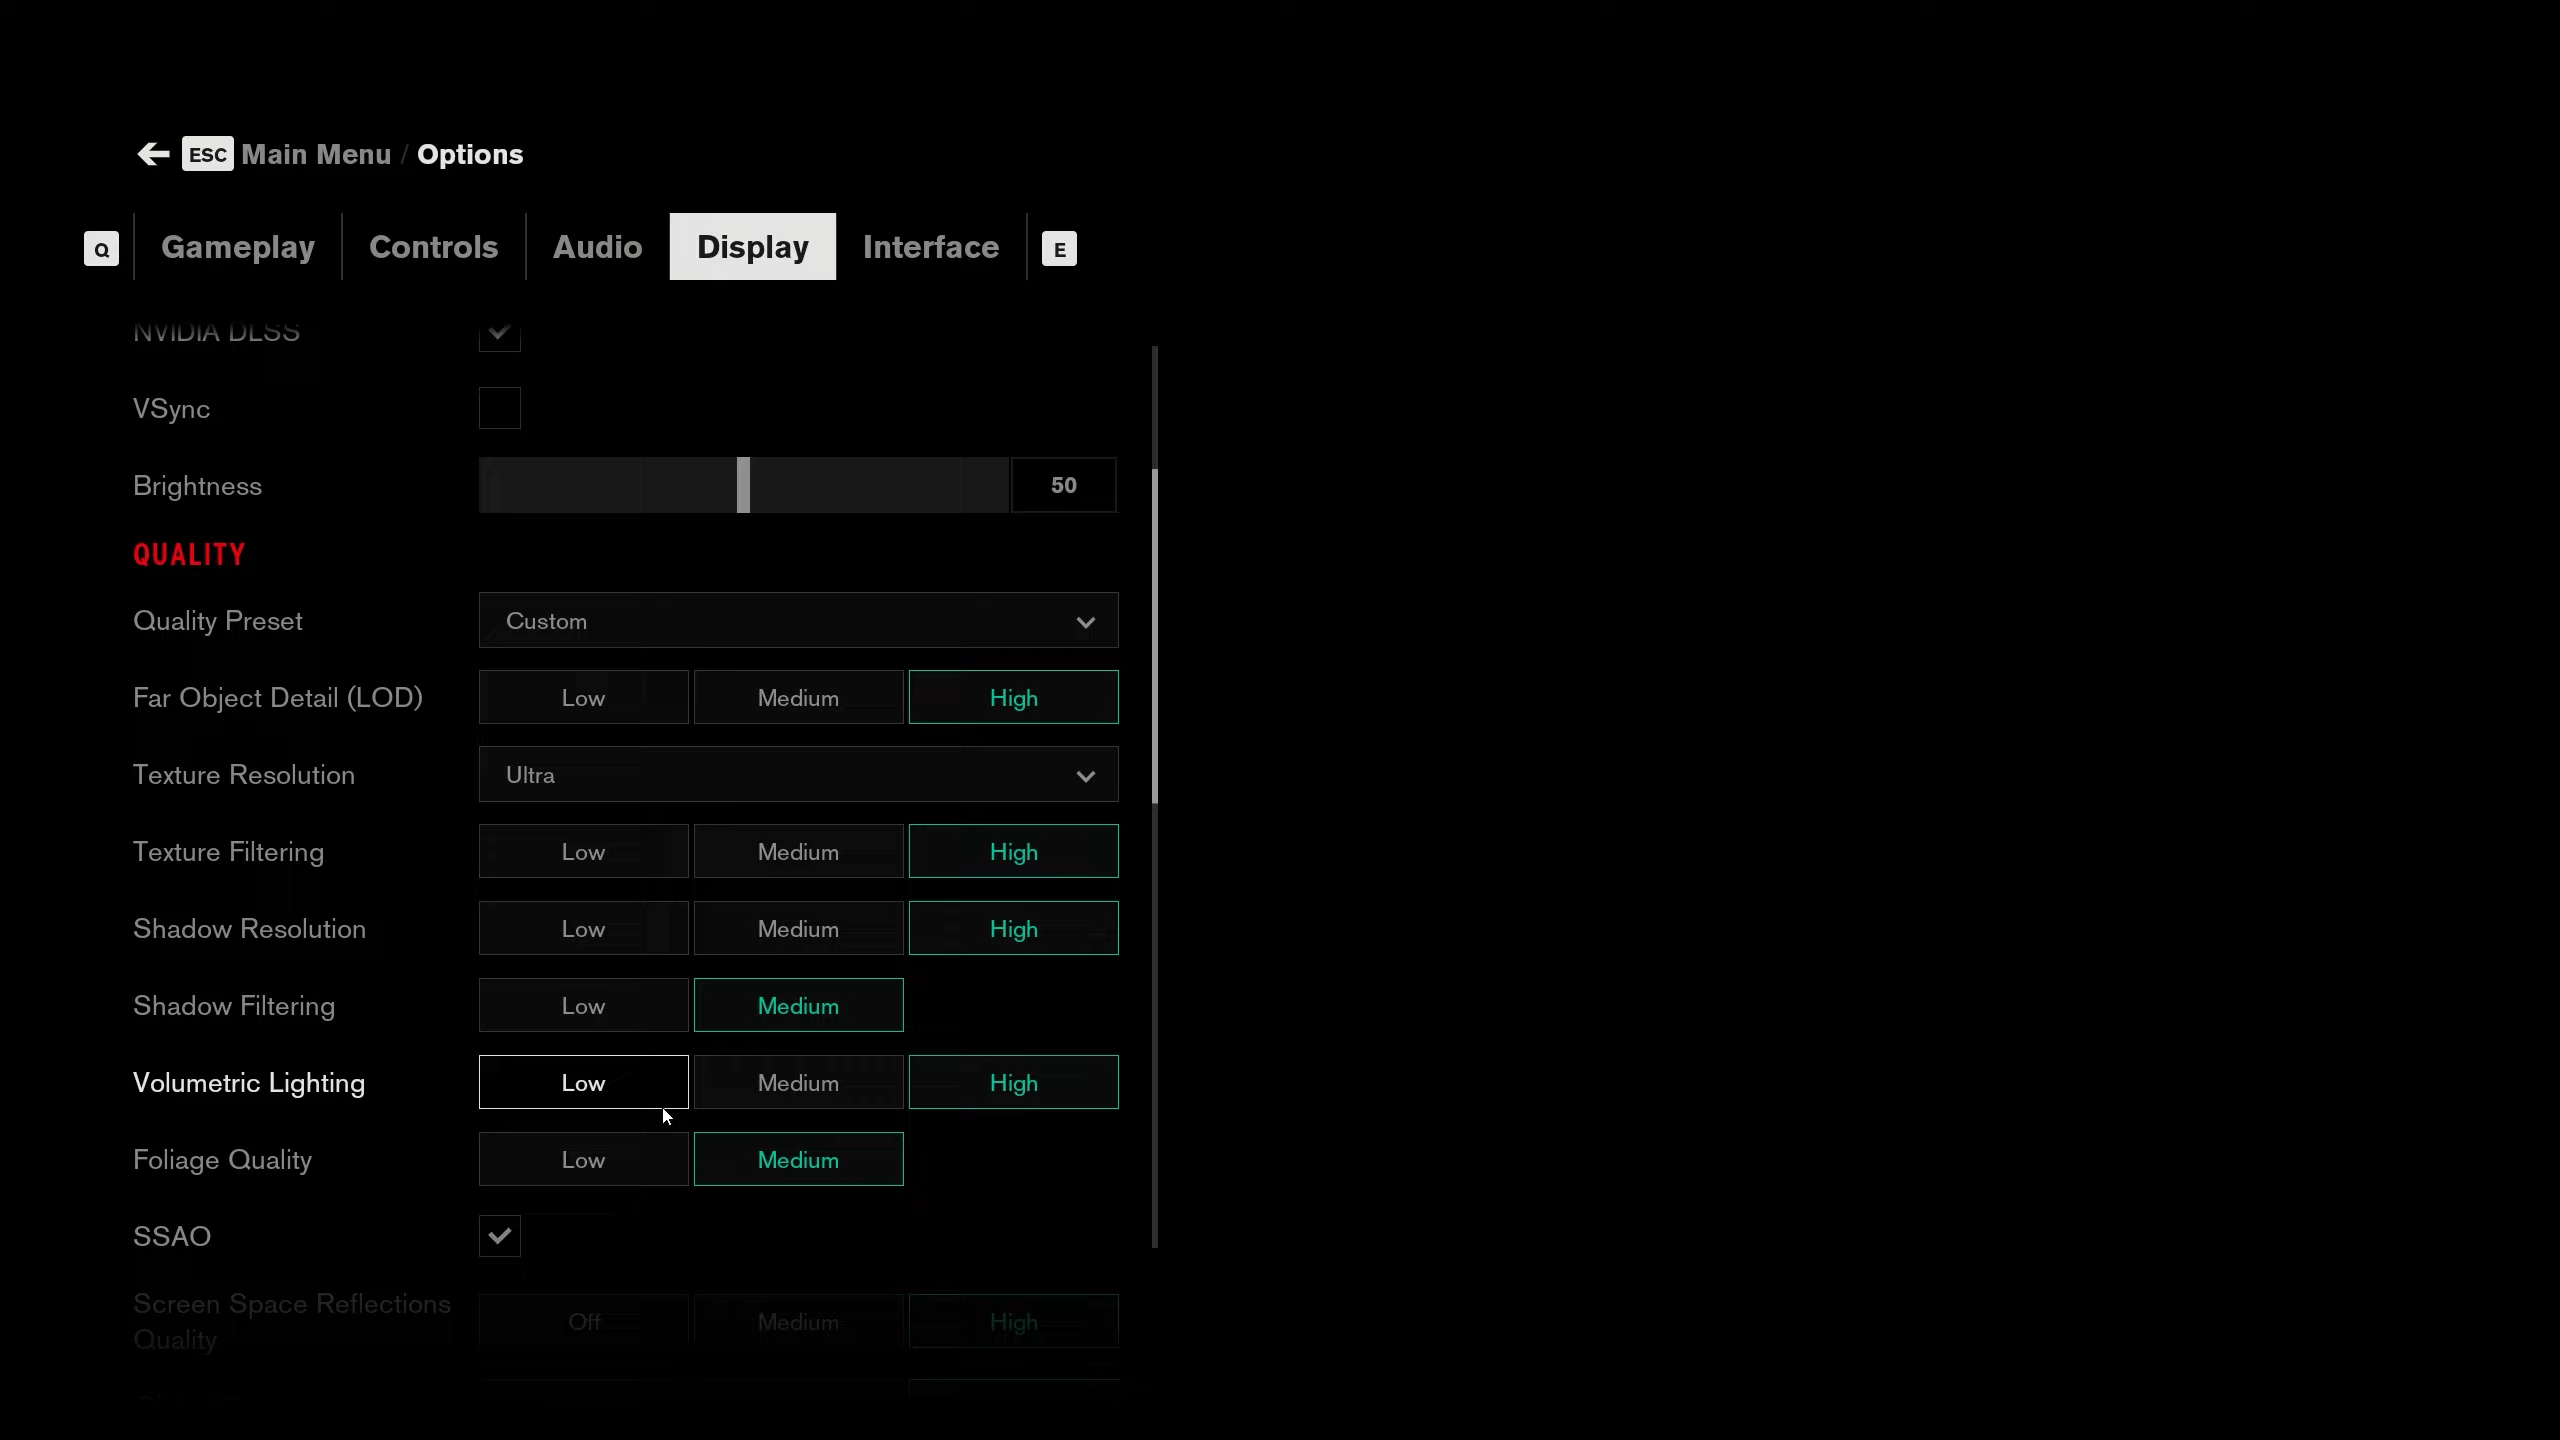 ESC Main Menu / Options
Q Gameplay Controls Audio Display Interface E
NVIDIA DLSS
VSync
Brightness 50
QUALITY
Quality Preset Custom
Far Object Detail (LOD) Low Medium High
Texture Resolution Ultra
Texture Filtering Low Medium High
Shadow Resolution Low Medium High
Shadow Filtering Low Medium
Volumetric Lighting Low Medium High
Foliage Quality Low Medium
SSAO
Screen Space Reflections
Quality Off Medium High